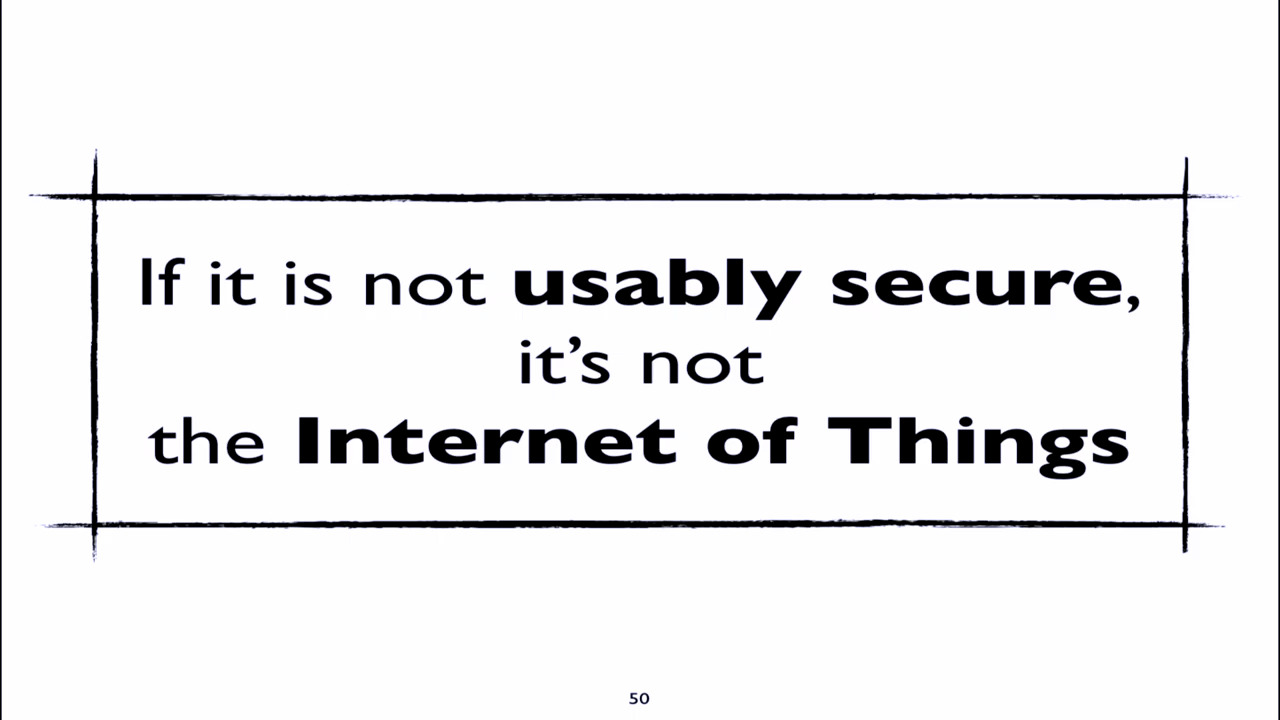 If it is not usably secure,
it’s not
the Internet of Things
50